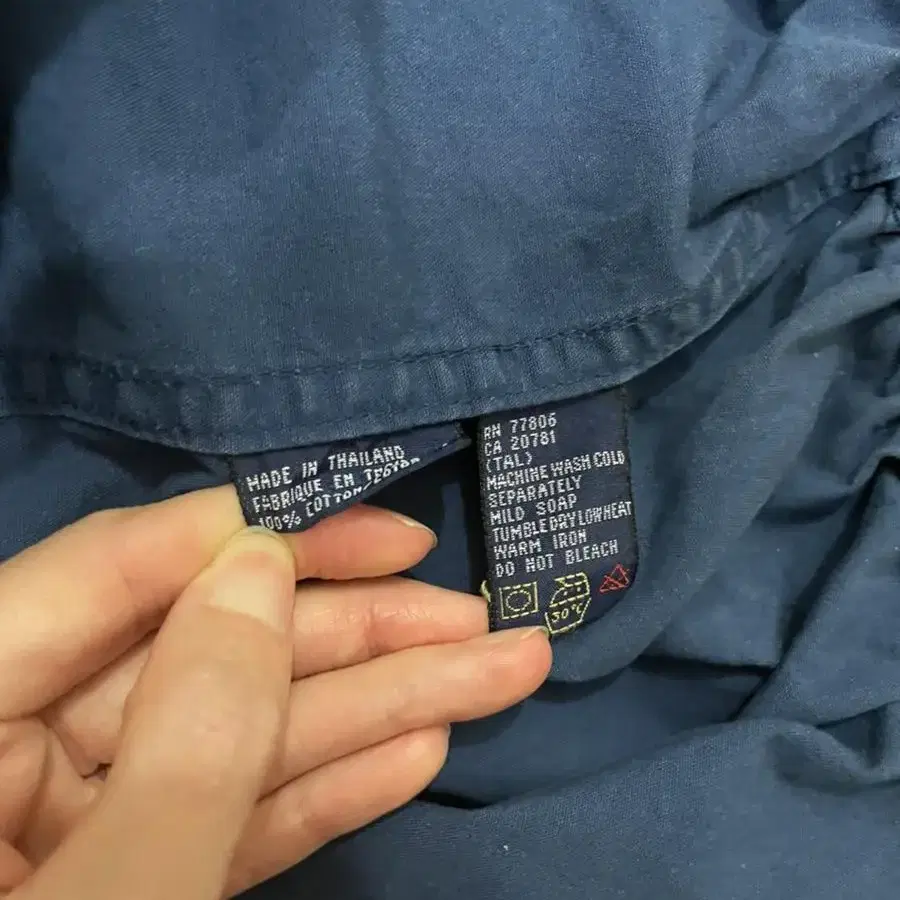 MADE IN THAILAND
FABRIQUE EN
100% COTTON
RN 77806
CA 20781
(TAL)
MACHINE WASH COLD
SEPARATELY
MILD SOAP
TUMBLE DRY LOW HEAT
WARM IRON
DO NOT BLEACH
50°C